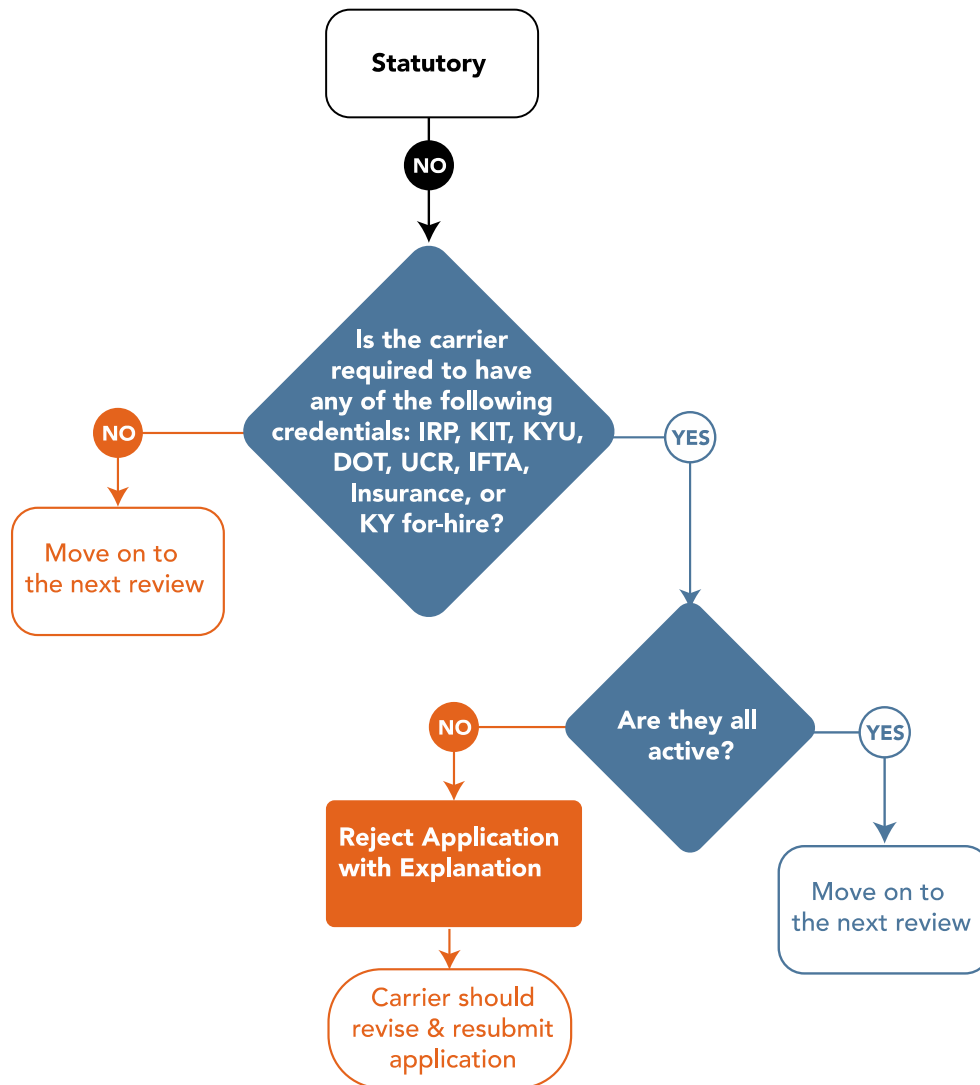 Statutory
NO
Is the carrier
required to have
any of the following
credentials: IRP, KIT, KYU,
DOT, UCR, IFTA,
Insurance, or
KY for-hire?
NO
YES
Move on to
the next review
Are they all
active?
NO
YES
Reject Application
with Explanation
Move on to
the next review
Carrier should
revise & resubmit
application